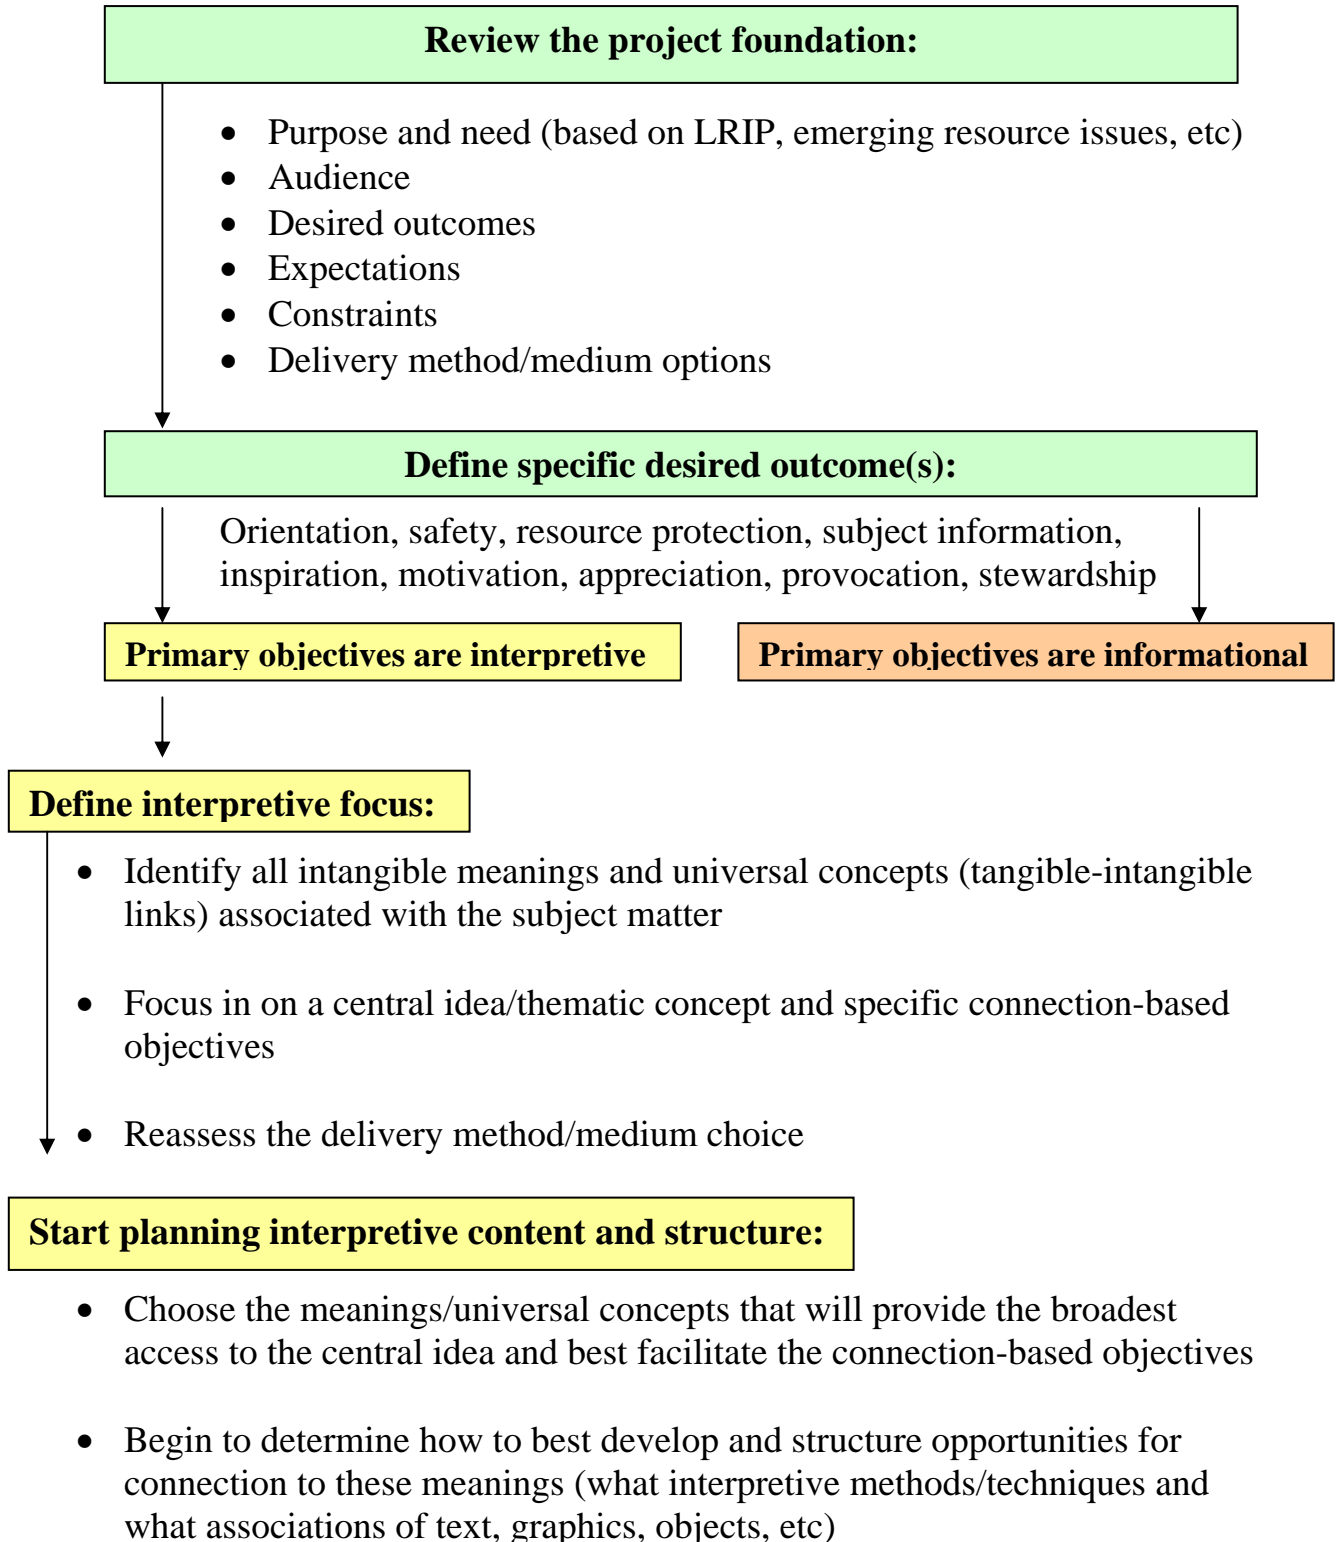 Review the project foundation:
• Purpose and need (based on LRIP, emerging resource issues, etc)
• Audience
• Desired outcomes
• Expectations
• Constraints
• Delivery method/medium options
Define specific desired outcome(s):
Orientation, safety, resource protection, subject information,
inspiration, motivation, appreciation, provocation, stewardship
Primary objectives are interpretive
Primary objectives are informational
Define interpretive focus:
• Identify all intangible meanings and universal concepts (tangible-intangible
links) associated with the subject matter
• Focus in on a central idea/thematic concept and specific connection-based
objectives
• Reassess the delivery method/medium choice
Start planning interpretive content and structure:
• Choose the meanings/universal concepts that will provide the broadest
access to the central idea and best facilitate the connection-based objectives
• Begin to determine how to best develop and structure opportunities for
connection to these meanings (what interpretive methods/techniques and
what associations of text, graphics, objects, etc)